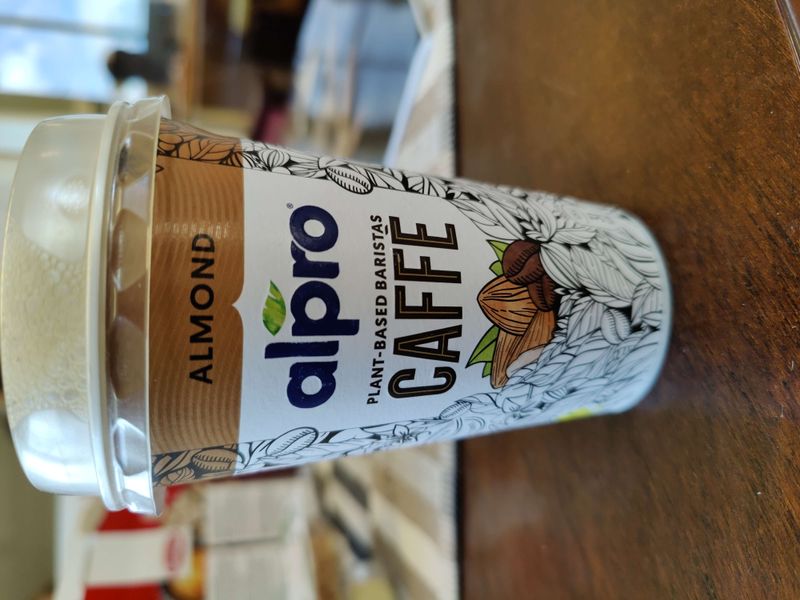 ALMOND
alpro®
PLANT-BASED BARISTAS
CAFFE